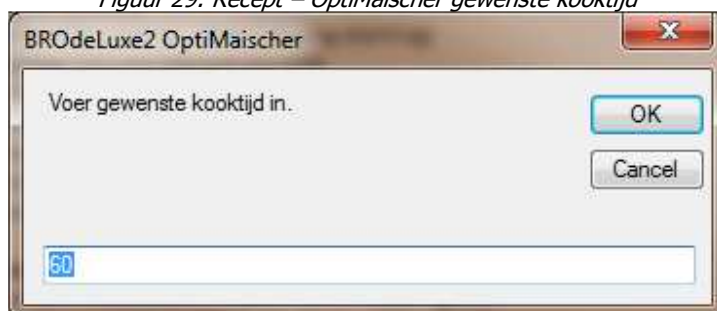 Figuur 29: Recept – OptiMaischer gewenste kooktijd
BROdeLuxe2 OptiMaischer
Voer gewenste kooktijd in.
OK
Cancel
60